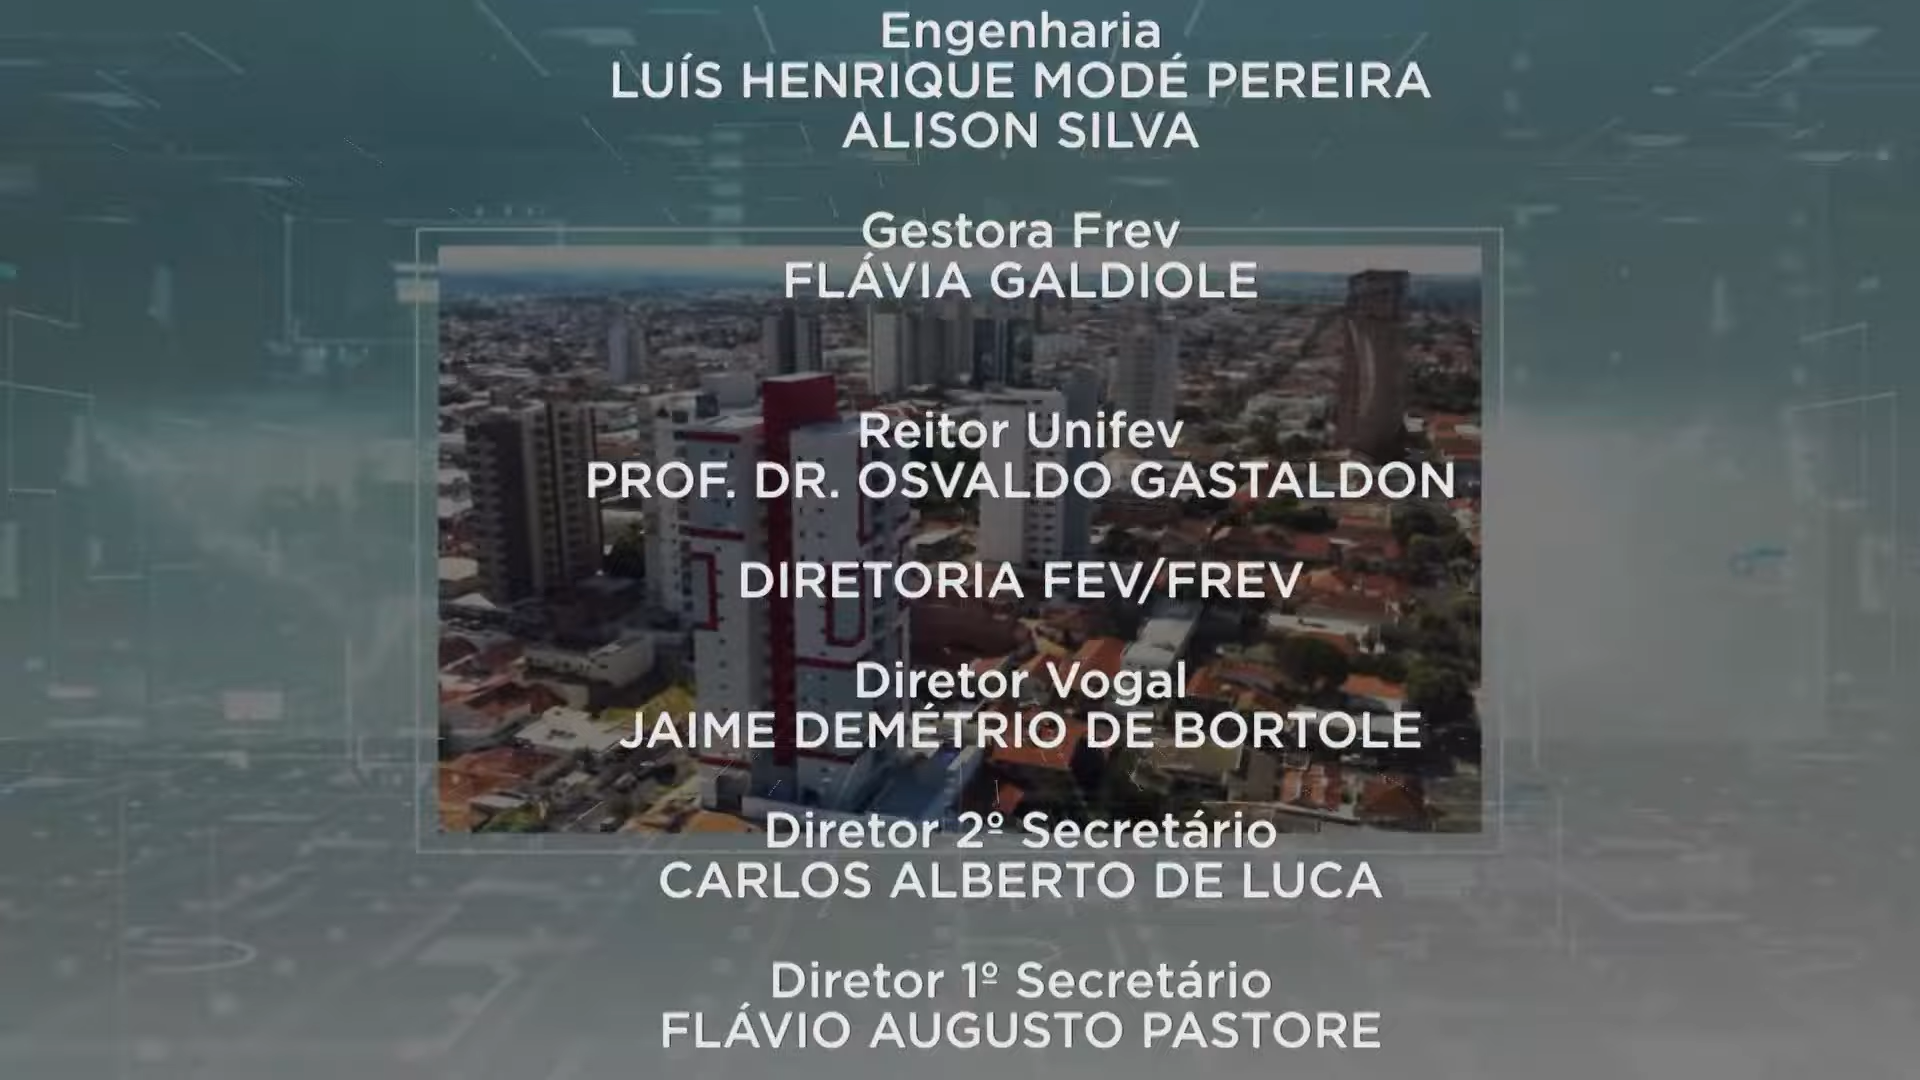 Engenharia
LUÍS HENRIQUE MODÉ PEREIRA
ALISON SILVA
Gestora Frev
FLÁVIA GALDIOLE
Reitor Unifev
PROF. DR. OSVALDO GASTALDON
DIRETORIA FEV/FREV
Diretor Vogal
JAIME DEMÉTRIO DE BORTOLE
Diretor 2º Secretário
CARLOS ALBERTO DE LUCA
Diretor 1º Secretário
FLÁVIO AUGUSTO PASTORE